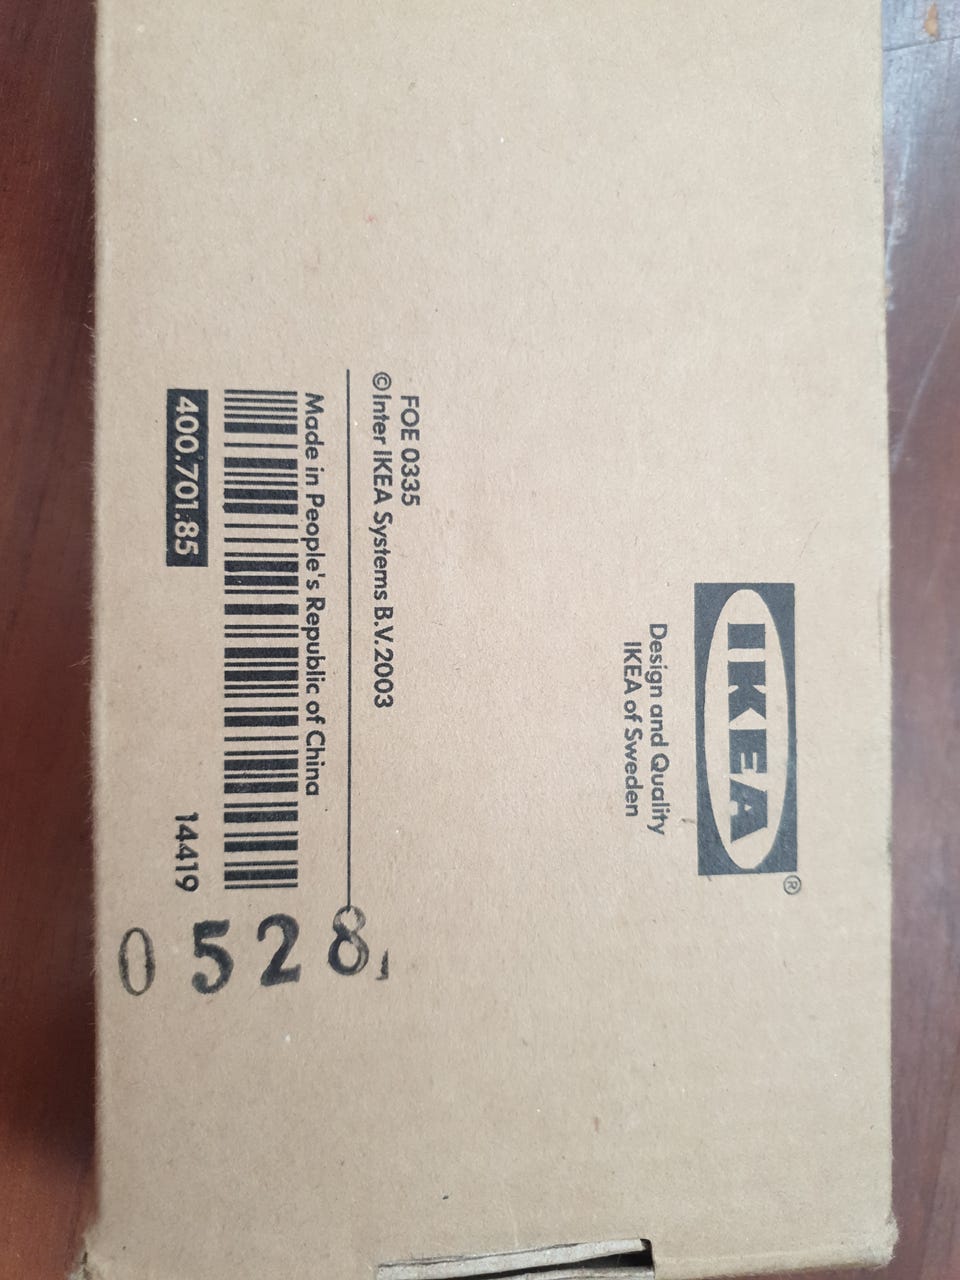 IKEA®
Design and Quality
IKEA of Sweden
FOE 0335
©Inter IKEA Systems B.V. 2003
Made in People's Republic of China
400.701.85
14419
0528,